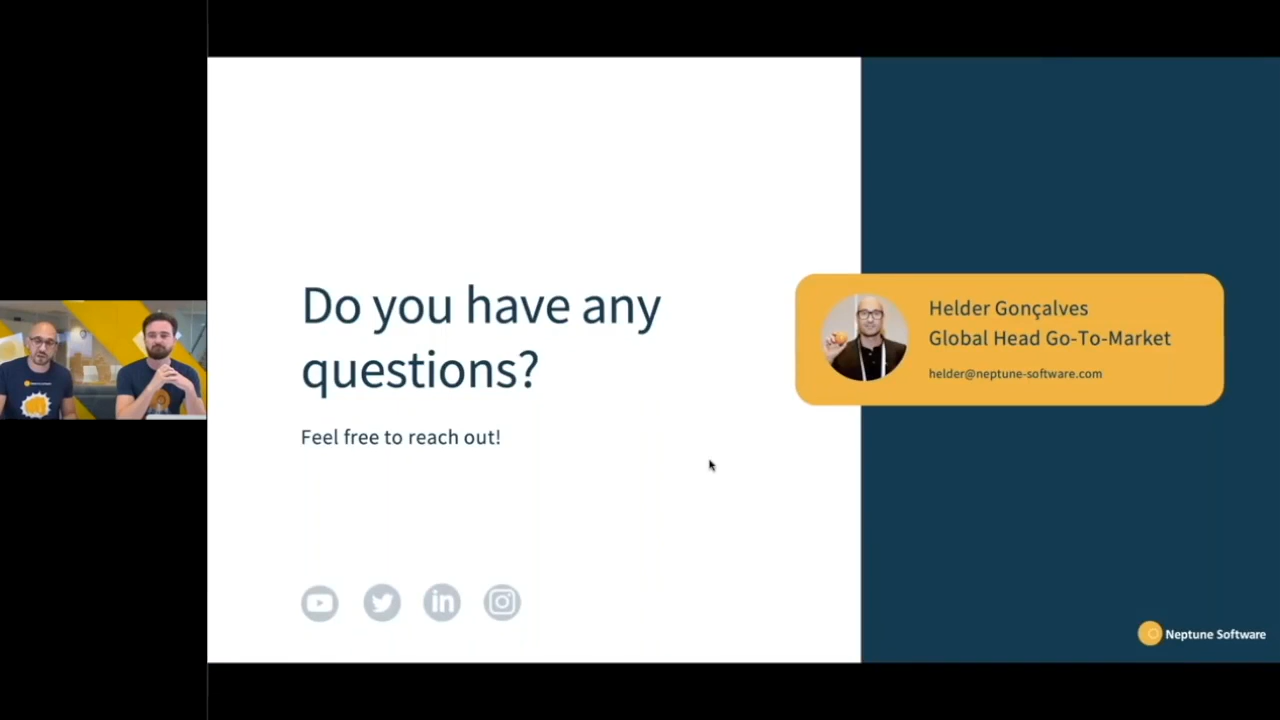 Do you have any
questions?
Feel free to reach out!
Helder Gonçalves
Global Head Go-To-Market
helder@neptune-software.com
in
Neptune Software